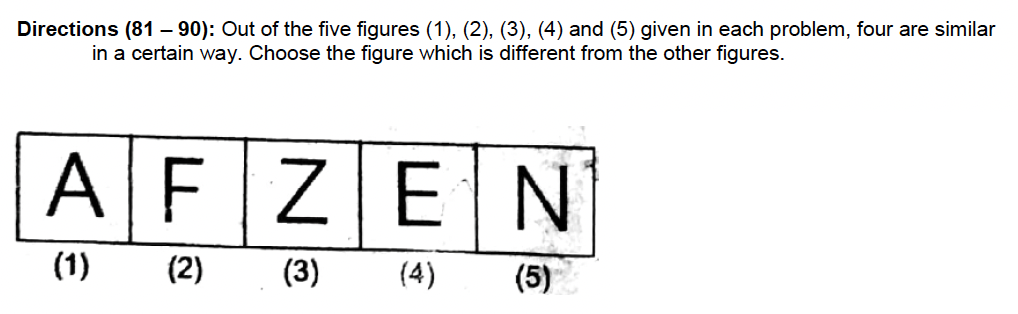 Directions (81 – 90): Out of the five figures (1), (2), (3), (4) and (5) given in each problem, four are similar
in a certain way. Choose the figure which is different from the other figures.
A F Z E N
(1) (2) (3) (4) (5)